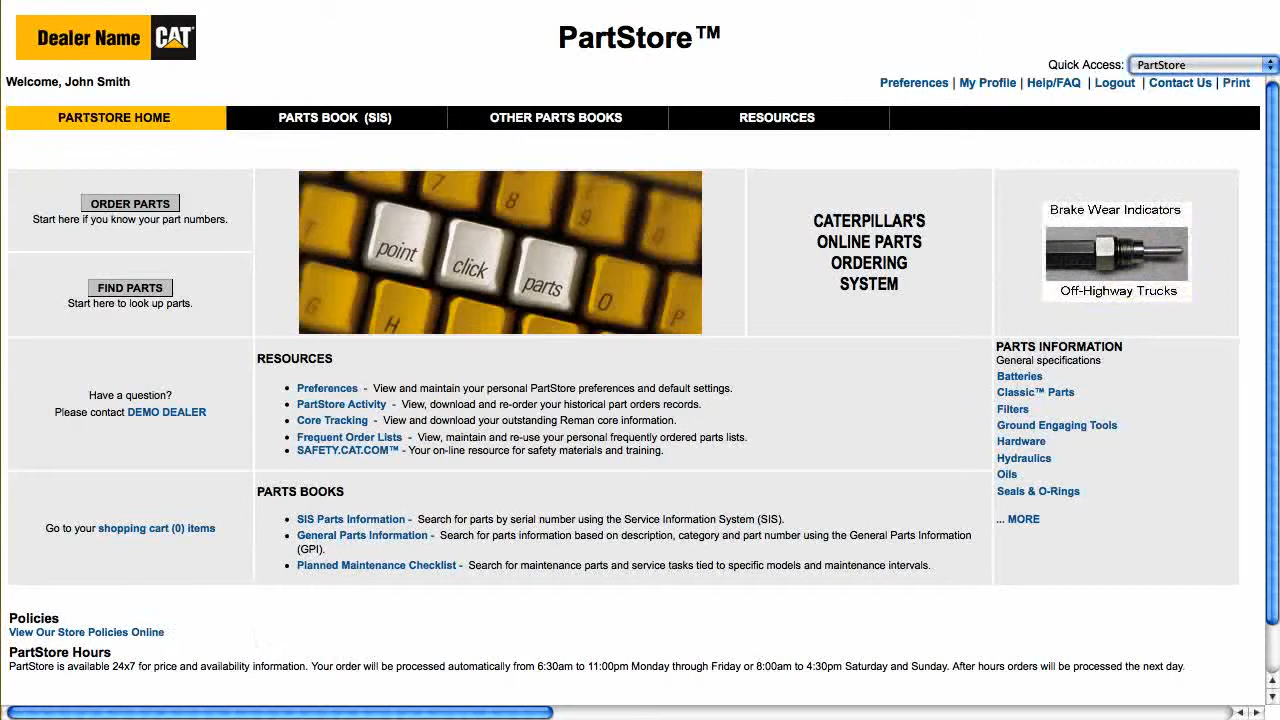 Dealer Name CAT
PartStore™
Quick Access: PartStore
Welcome, John Smith
Preferences | My Profile | Help/FAQ | Logout | Contact Us | Print
PARTSTORE HOME
PARTS BOOK (SIS)
OTHER PARTS BOOKS
RESOURCES
ORDER PARTS
Start here if you know your part numbers.
FIND PARTS
Start here to look up parts.
7
8
9
0
T
point
click
parts
O
P
G
H
CATERPILLAR'S
ONLINE PARTS
ORDERING
SYSTEM
Brake Wear Indicators
Off-Highway Trucks
Have a question?
Please contact DEMO DEALER
RESOURCES
Preferences - View and maintain your personal PartStore preferences and default settings.
PartStore Activity - View, download and re-order your historical part orders records.
Core Tracking - View and download your outstanding Reman core information.
Frequent Order Lists - View, maintain and re-use your personal frequently ordered parts lists.
SAFETY.CAT.COM™ - Your on-line resource for safety materials and training.
PARTS INFORMATION
General specifications
Batteries
Classic™ Parts
Filters
Ground Engaging Tools
Hardware
Hydraulics
Oils
Seals & O-Rings
... MORE
Go to your shopping cart (0) items
PARTS BOOKS
SIS Parts Information - Search for parts by serial number using the Service Information System (SIS).
General Parts Information - Search for parts information based on description, category and part number using the General Parts Information
(GPI).
Planned Maintenance Checklist - Search for maintenance parts and service tasks tied to specific models and maintenance intervals.
Policies
View Our Store Policies Online
PartStore Hours
PartStore is available 24x7 for price and availability information. Your order will be processed automatically from 6:30am to 11:00pm Monday through Friday or 8:00am to 4:30pm Saturday and Sunday. After hours orders will be processed the next day.